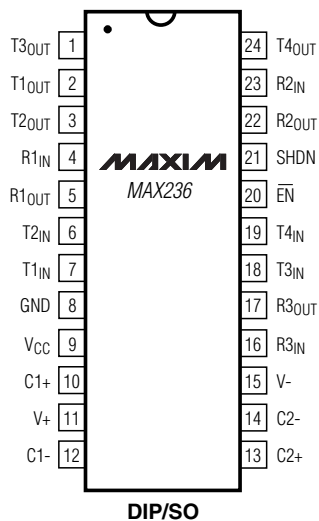 T3OUT 1 24 T4OUT
T1OUT 2 23 R2IN
T2OUT 3 22 R2OUT
R1IN 4 MAXIM 21 SHDN
R1OUT 5 MAX236 20 E̅N̅
T2IN 6 19 T4IN
T1IN 7 18 T3IN
GND 8 17 R3OUT
VCC 9 16 R3IN
C1+ 10 15 V-
V+ 11 14 C2-
C1- 12 13 C2+
DIP/SO